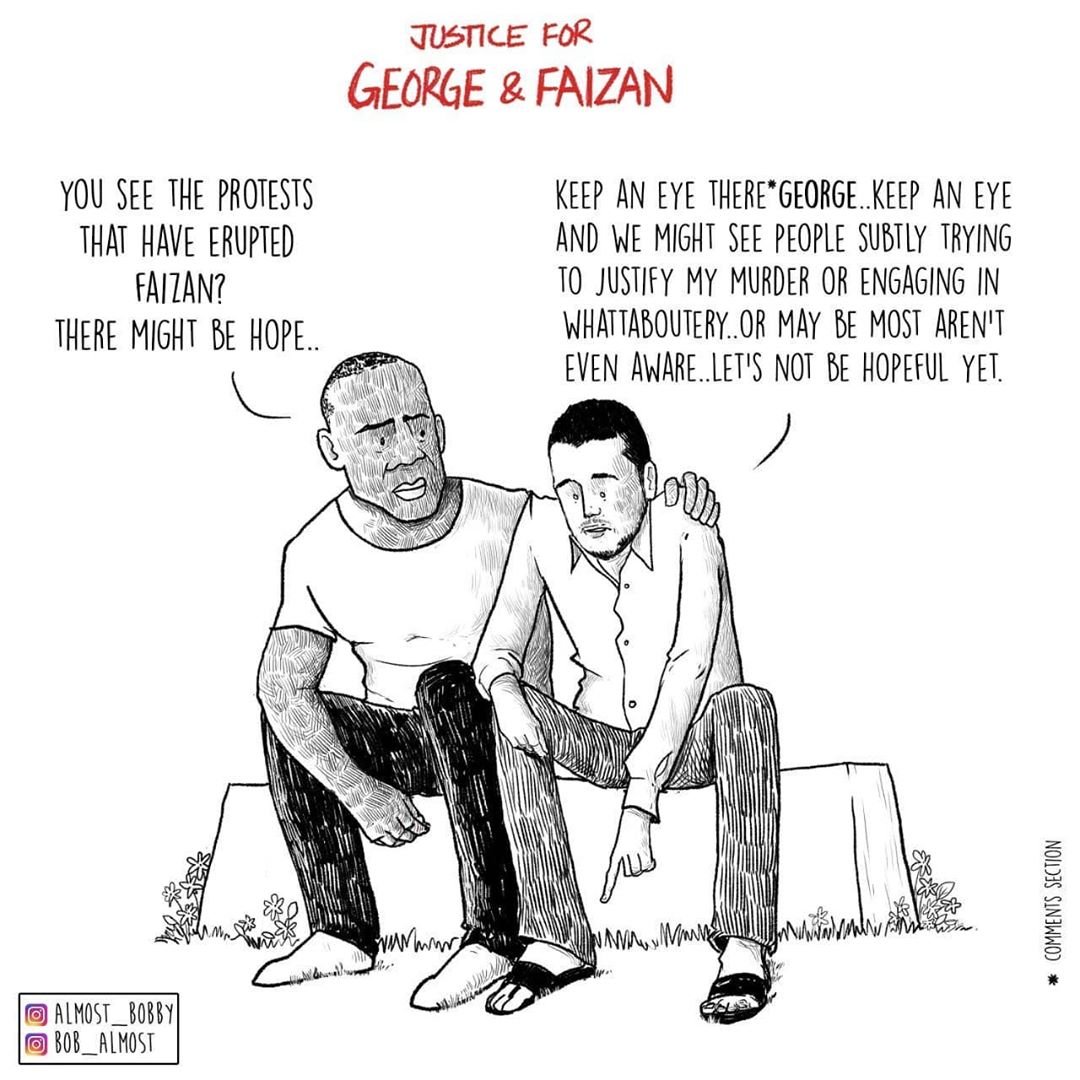 JUSTICE FOR
GEORGE & FAIZAN
YOU SEE THE PROTESTS
THAT HAVE ERUPTED
FAIZAN?
THERE MIGHT BE HOPE..
KEEP AN EYE THERE*GEORGE..KEEP AN EYE
AND WE MIGHT SEE PEOPLE SUBTLY TRYING
TO JUSTIFY MY MURDER OR ENGAGING IN
WHATTABOUTERY..OR MAY BE MOST AREN'T
EVEN AWARE..LET'S NOT BE HOPEFUL YET.
* COMMENTS SECTION
ALMOST_BOBBY
BOB_ALMOST